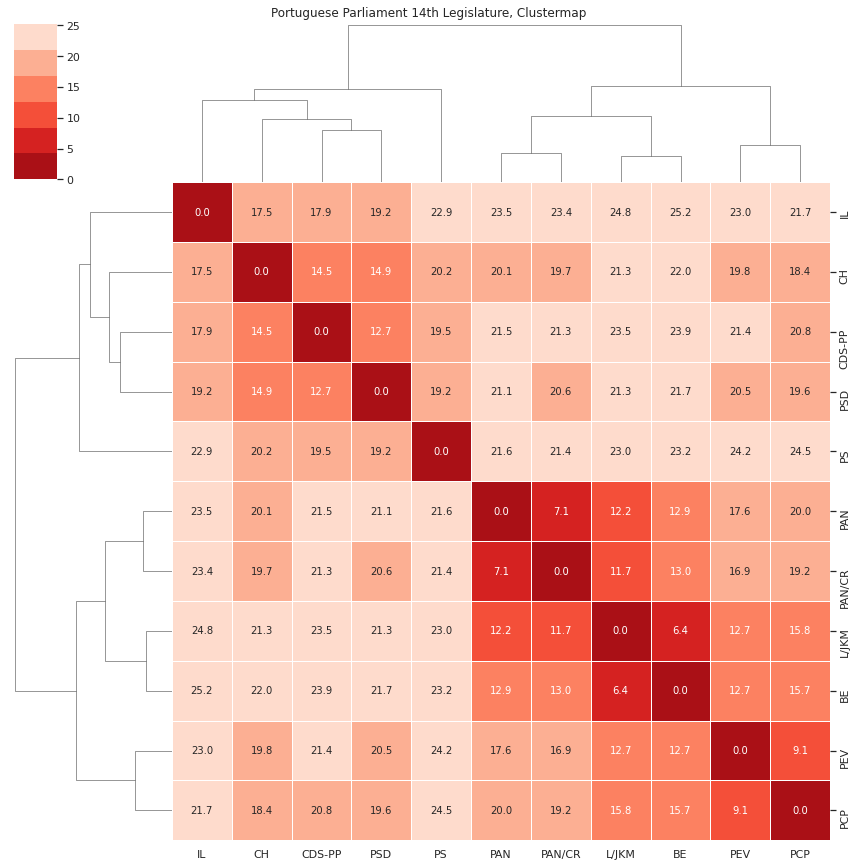 Portuguese Parliament 14th Legislature, Clustermap
25
20
15
10
5
0
0.0 17.5 17.9 19.2 22.9 23.5 23.4 24.8 25.2 23.0 21.7 IL
17.5 0.0 14.5 14.9 20.2 20.1 19.7 21.3 22.0 19.8 18.4 CH
17.9 14.5 0.0 12.7 19.5 21.5 21.3 23.5 23.9 21.4 20.8 CDS-PP
19.2 14.9 12.7 0.0 19.2 21.1 20.6 21.3 21.7 20.5 19.6 PSD
22.9 20.2 19.5 19.2 0.0 21.6 21.4 23.0 23.2 24.2 24.5 PS
23.5 20.1 21.5 21.1 21.6 0.0 7.1 12.2 12.9 17.6 20.0 PAN
23.4 19.7 21.3 20.6 21.4 7.1 0.0 11.7 13.0 16.9 19.2 PAN/CR
24.8 21.3 23.5 21.3 23.0 12.2 11.7 0.0 6.4 12.7 15.8 L/JKM
25.2 22.0 23.9 21.7 23.2 12.9 13.0 6.4 0.0 12.7 15.7 BE
23.0 19.8 21.4 20.5 24.2 17.6 16.9 12.7 12.7 0.0 9.1 PEV
21.7 18.4 20.8 19.6 24.5 20.0 19.2 15.8 15.7 9.1 0.0 PCP
IL CH CDS-PP PSD PS PAN PAN/CR L/JKM BE PEV PCP